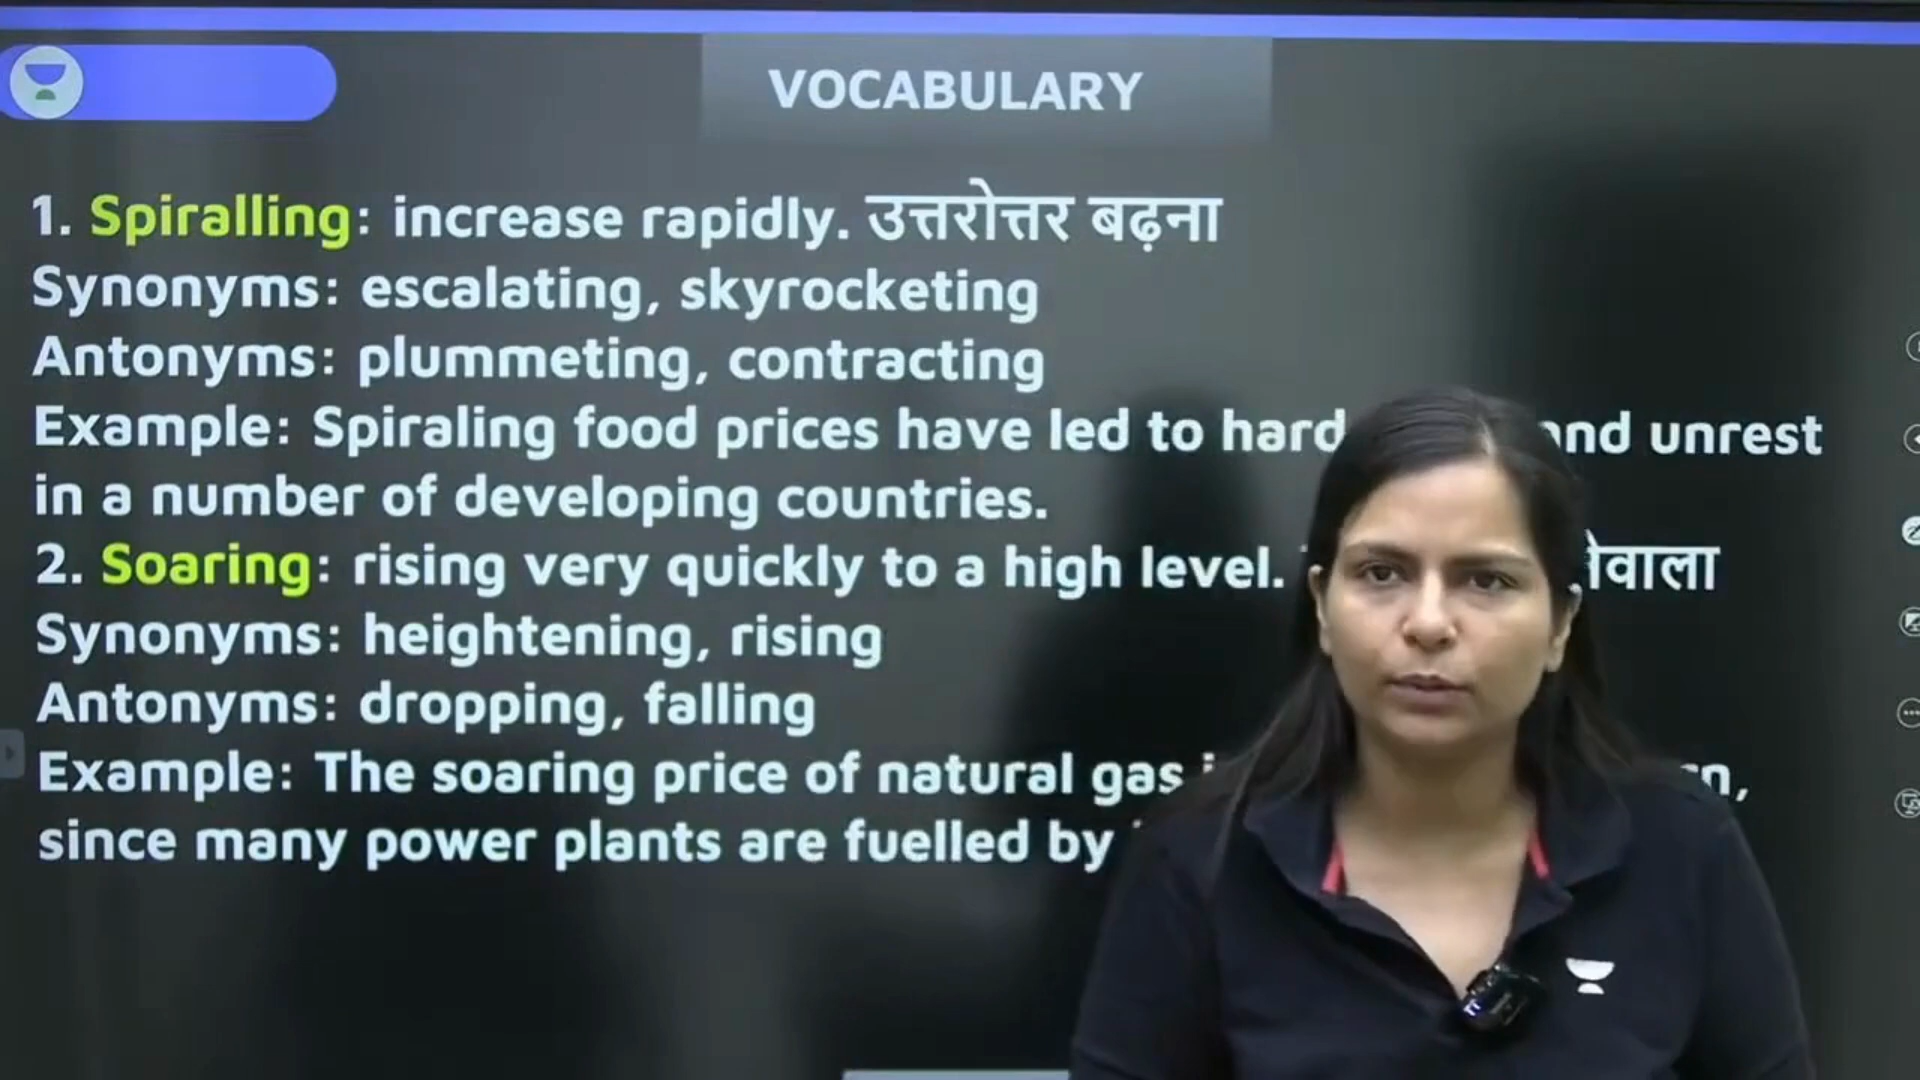 VOCABULARY
1. Spiralling: increase rapidly. उत्तरोत्तर बढ़ना
Synonyms: escalating, skyrocketing
Antonyms: plummeting, contracting
Example: Spiraling food prices have led to unrest
in a number of developing countries.
2. Soaring: rising very quickly to a high level.
Synonyms: heightening, rising
Antonyms: dropping, falling
Example: The soaring price of natural gas
since many power plants are fuelled by